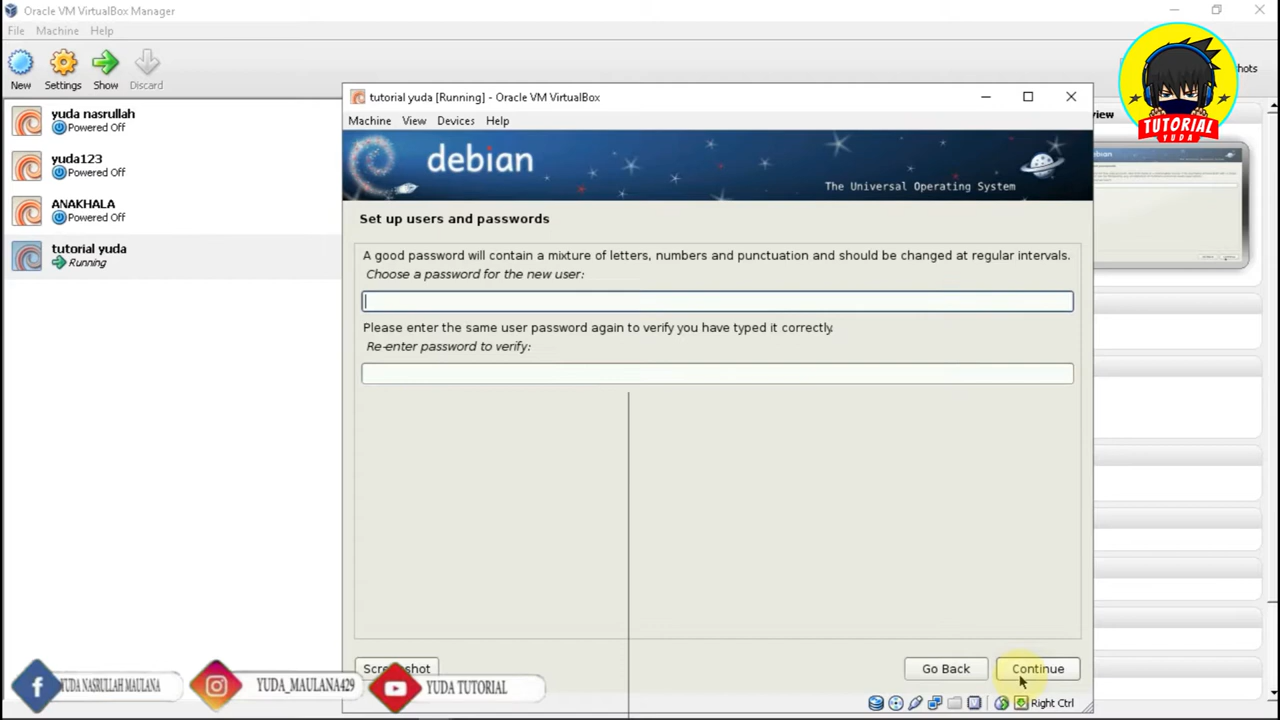 Oracle VM VirtualBox Manager
File Machine Help
New Settings Show Discard
yuda nasrullah
Powered Off
yuda123
Powered Off
ANAKHALA
Powered Off
tutorial yuda
Running
tutorial yuda [Running] - Oracle VM VirtualBox
Machine View Devices Help
debian
The Universal Operating System
Set up users and passwords
A good password will contain a mixture of letters, numbers and punctuation and should be changed at regular intervals.
Choose a password for the new user:
Please enter the same user password again to verify you have typed it correctly.
Re-enter password to verify:
Go Back Continue
Right Ctrl
TUTORIAL
YUDA
YUDA NASRULLAH MAULANA
YUDA_MAULANA429
YUDA TUTORIAL